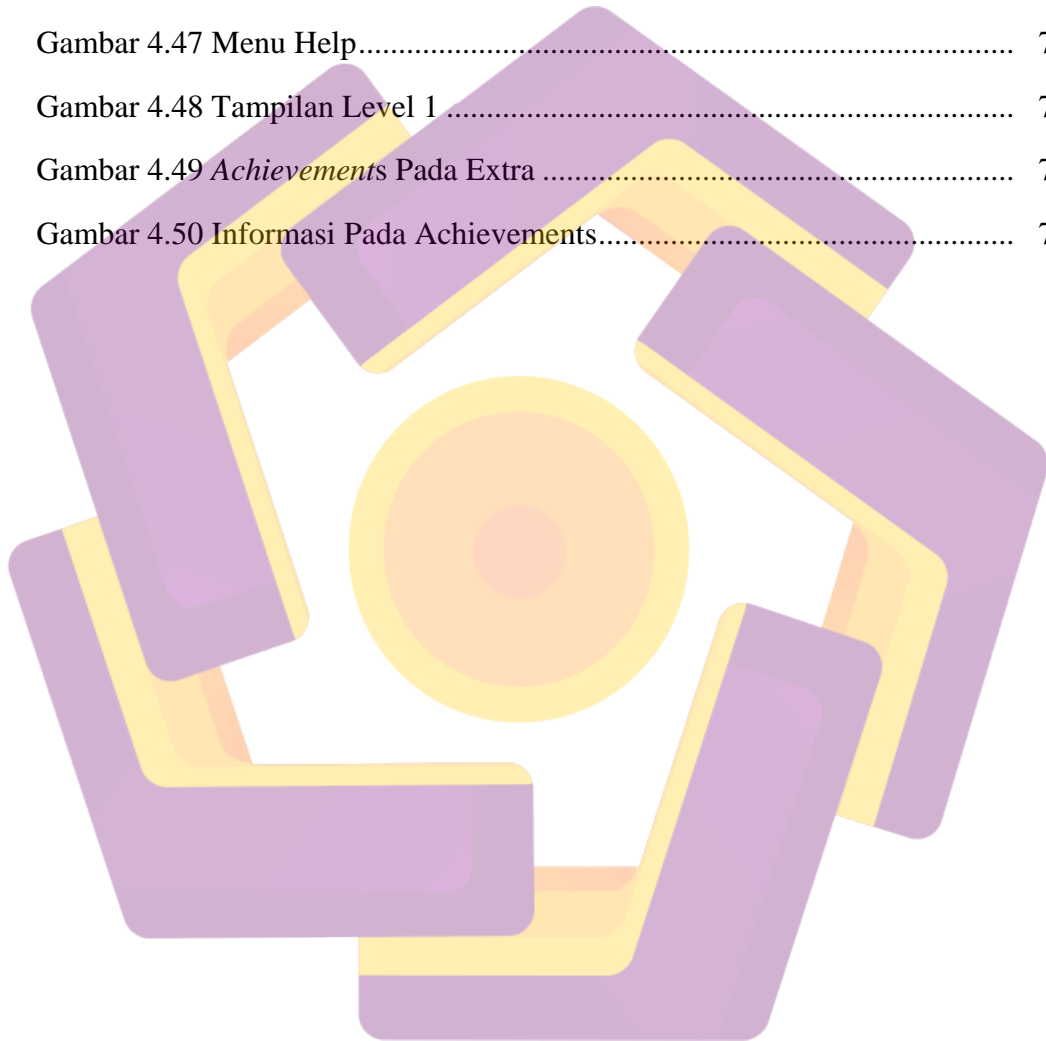 Gambar 4.47 Menu Help.................................................................................... 7
Gambar 4.48 Tampilan Level 1 ......................................................................... 7
Gambar 4.49 Achievements Pada Extra ............................................................. 7
Gambar 4.50 Informasi Pada Achievements..................................................... 7